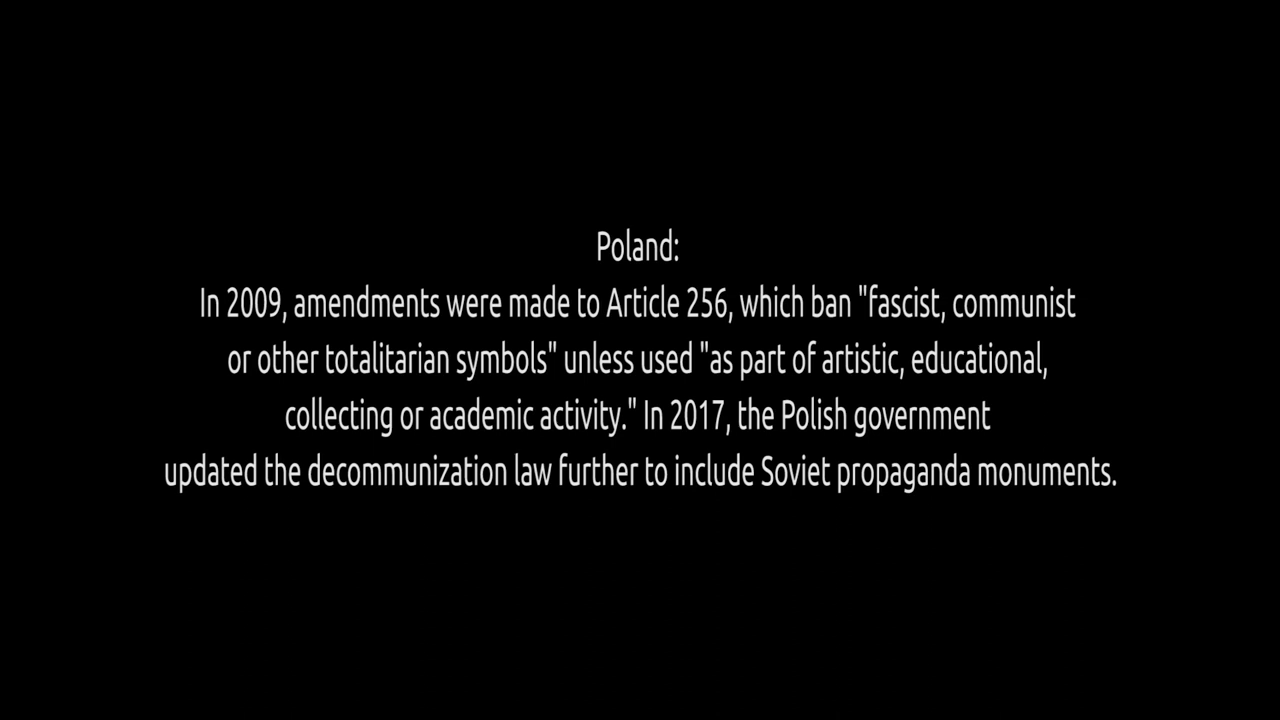 Poland:
In 2009, amendments were made to Article 256, which ban "fascist, communist
or other totalitarian symbols" unless used "as part of artistic, educational,
collecting or academic activity." In 2017, the Polish government
updated the decommunization law further to include Soviet propaganda monuments.